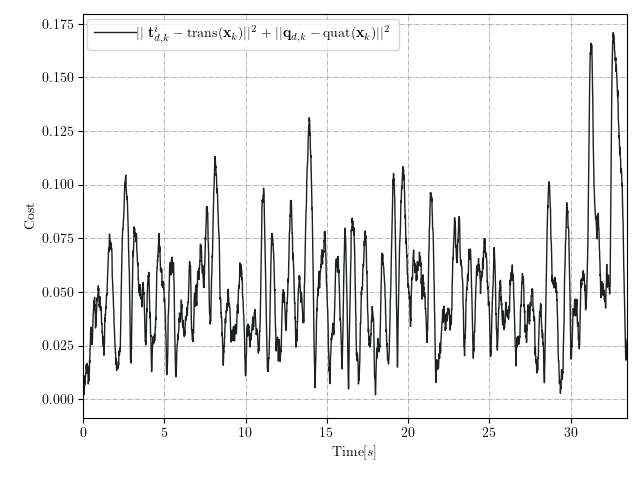 || t^i_{d,k} − trans(x_k)||² + ||q_{d,k} − quat(x_k)||²
0.175
0.150
0.125
0.100
0.075
0.050
0.025
0.000
Cost
0 5 10 15 20 25 30
Time[s]